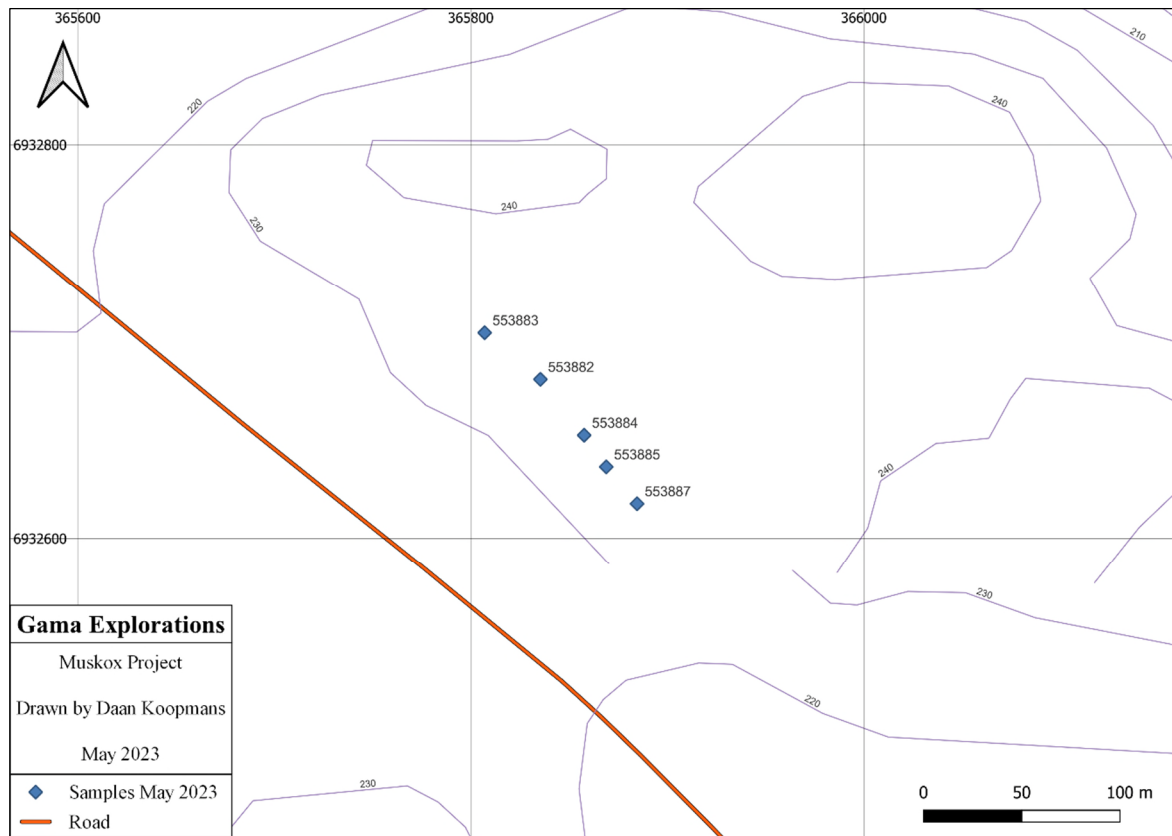 365600
365800
366000
210
220
240
6932800
240
230
553883
553882
553884
553885
240
553887
6932600
230
220
230
Gama Explorations
Muskox Project
Drawn by Daan Koopmans
May 2023
Samples May 2023
Road
0 50 100 m